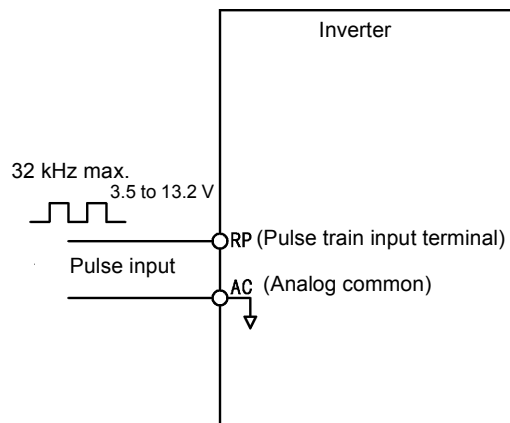 Inverter
32 kHz max.
3.5 to 13.2 V
RP (Pulse train input terminal)
Pulse input
AC (Analog common)